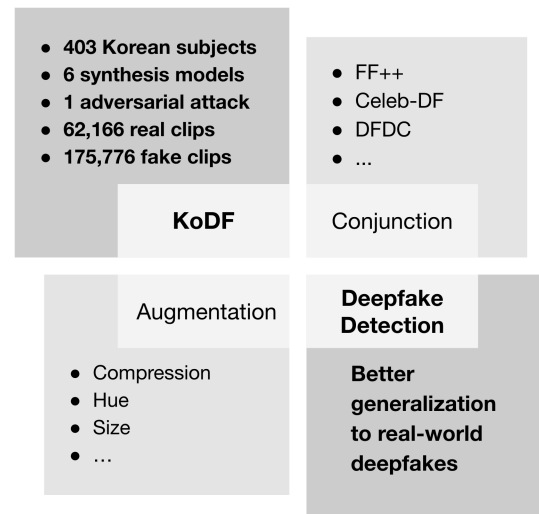 ● 403 Korean subjects
● 6 synthesis models
● 1 adversarial attack
● 62,166 real clips
● 175,776 fake clips
KoDF
● FF++
● Celeb-DF
● DFDC
● ...
Conjunction
Augmentation
● Compression
● Hue
● Size
● ...
Deepfake
Detection
Better
generalization
to real-world
deepfakes